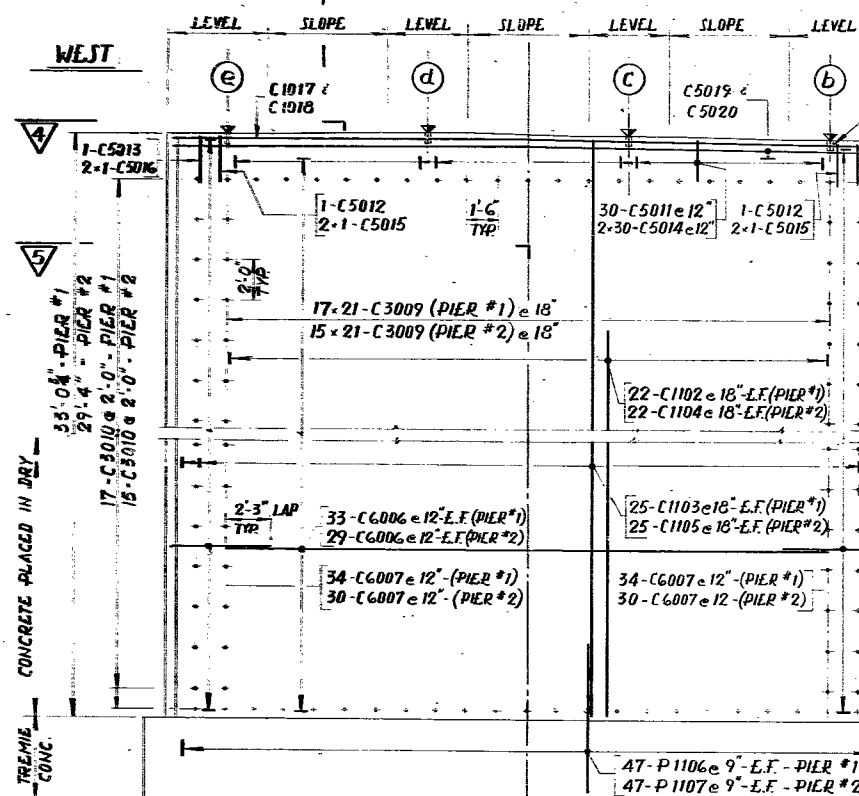 LEVEL SLOPE LEVEL SLOPE LEVEL SLOPE LEVEL
WEST
e d c b
C1017 &
C1018
C5019 &
C5020
4
1-C5013
2×1-C5016
1-C5012
2×1-C5015
1'-6"
TYP.
30-C5011 @ 12"
2×30-C5014 @ 12"
1-C5012
2×1-C5015
5
2'-0"
TYP.
17×21-C3009 (PIER #1) @ 18"
15×21-C3009 (PIER #2) @ 18"
33'-0¼" - PIER #1
29'-4" - PIER #2
17-C3010 @ 2'-0" - PIER #1
15-C3010 @ 2'-0" - PIER #2
22-C1102 @ 18"-E.F. (PIER #1)
22-C1104 @ 18"-E.F. (PIER #2)
CONCRETE PLACED IN DRY
2'-3" LAP
TYP.
33-C6006 @ 12"-E.F. (PIER #1)
29-C6006 @ 12"-E.F. (PIER #2)
25-C1103 @ 18"-E.F. (PIER #1)
25-C1105 @ 18"-E.F. (PIER #2)
34-C6007 @ 12"-(PIER #1)
30-C6007 @ 12"-(PIER #2)
34-C6007 @ 12"-(PIER #1)
30-C6007 @ 12-(PIER #2)
TREMIE
CONC.
47-P1106 @ 9"-E.F. - PIER #1
47-P1107 @ 9"-E.F. - PIER #2